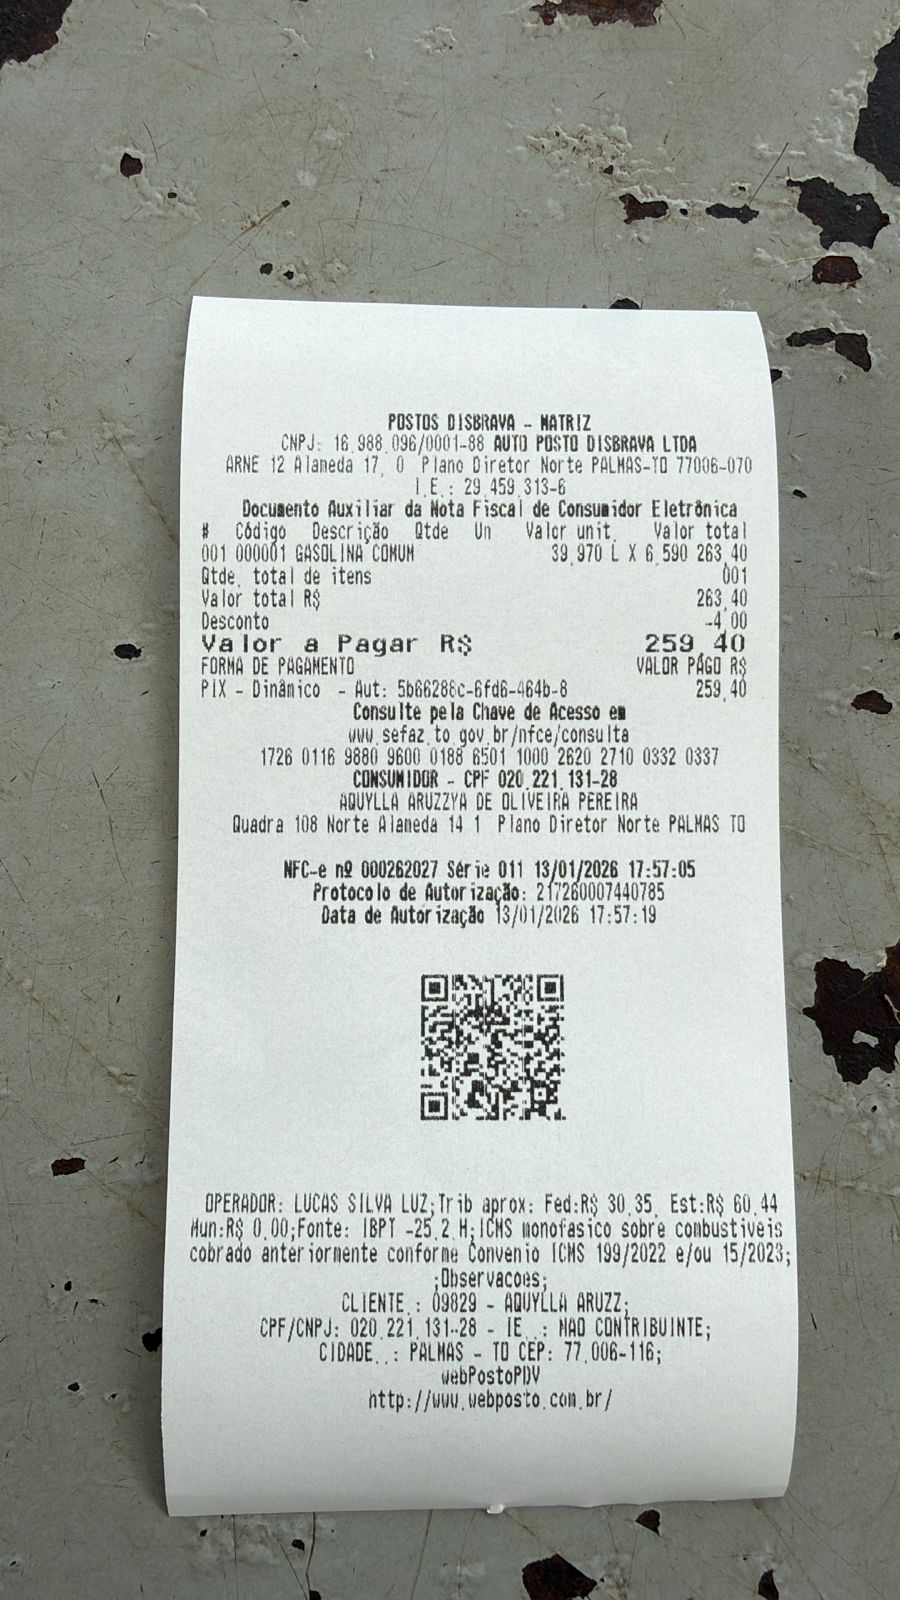 POSTOS DISBRAVA - MATRIZ
CNPJ: 16.988.096/0001-88 AUTO POSTO DISBRAVA LTDA
ARNE 12 Alameda 17, 0 Plano Diretor Norte PALMAS-TO 77006-070
I.E.: 29.459.313-6
Documento Auxiliar da Nota Fiscal de Consumidor Eletrônica
# Código Descrição Qtde Un Valor unit. Valor total
001 000001 GASOLINA COMUM 39,970 L X 6,590 263,40
Qtde. total de itens 001
Valor total R$ 263,40
Desconto -4,00
Valor a Pagar R$ 259,40
FORMA DE PAGAMENTO VALOR PAGO R$
PIX - Dinâmico - Aut: 5b66288c-6fd6-464b-8 259,40
Consulte pela Chave de Acesso em
www.sefaz.to.gov.br/nfce/consulta
1726 0116 9880 9600 0188 6501 1000 2620 2710 0332 0337
CONSUMIDOR - CPF 020.221.131-28
AQUYLLA ARUZZYA DE OLIVEIRA PEREIRA
Quadra 108 Norte Alameda 14 1 Plano Diretor Norte PALMAS TO
NFC-e nº 000262027 Série 011 13/01/2026 17:57:05
Protocolo de Autorização: 217260007440785
Data de Autorização 13/01/2026 17:57:19
OPERADOR: LUCAS SILVA LUZ;Trib aprox: Fed:R$ 30,35, Est:R$ 60,44
Mun:R$ 0,00;Fonte: IBPT -25.2.H;ICMS monofasico sobre combustiveis
cobrado anteriormente conforme Convenio ICMS 199/2022 e/ou 15/2023;
;Observacoes;
CLIENTE.: 09829 - AQUYLLA ARUZZ;
CPF/CNPJ: 020.221.131-28 - IE..: NAO CONTRIBUINTE;
CIDADE..: PALMAS - TO CEP: 77.006-116;
webPostoPDV
http://www.webposto.com.br/